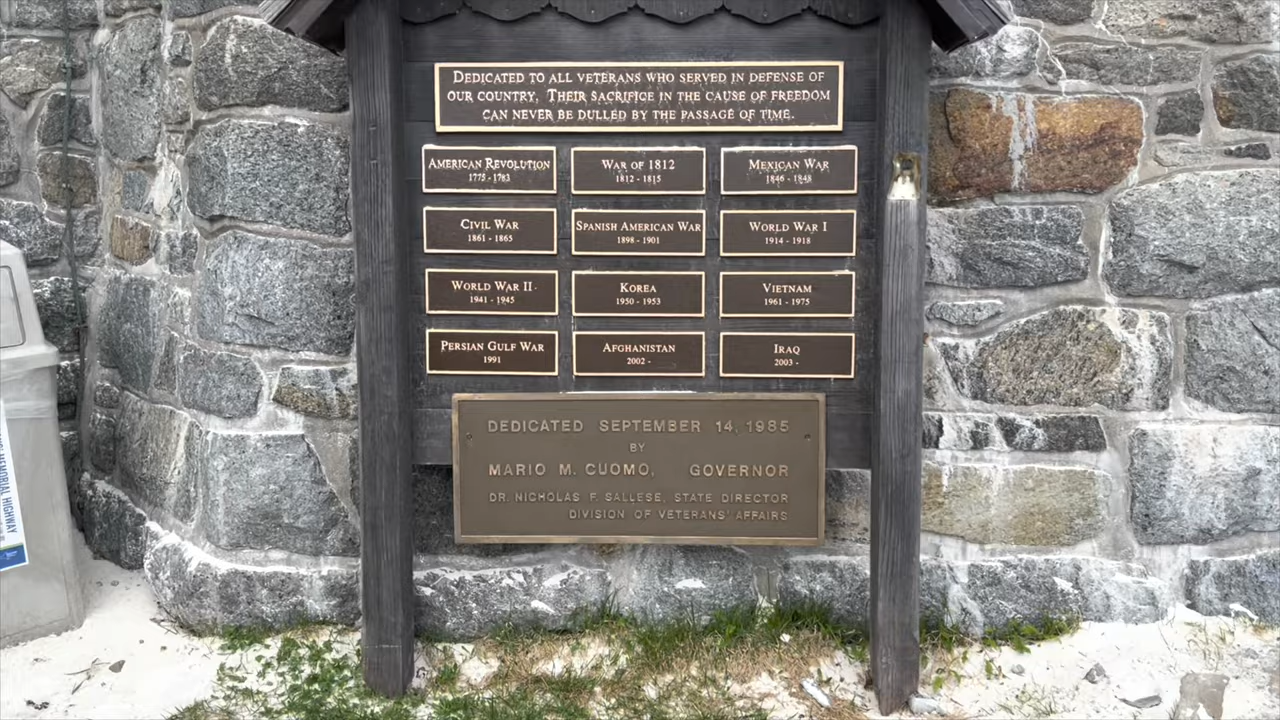 DEDICATED TO ALL VETERANS WHO SERVED IN DEFENSE OF
OUR COUNTRY. THEIR SACRIFICE IN THE CAUSE OF FREEDOM
CAN NEVER BE DULLED BY THE PASSAGE OF TIME.
AMERICAN REVOLUTION
1775 - 1783
WAR OF 1812
1812 - 1815
MEXICAN WAR
1846 - 1848
CIVIL WAR
1861 - 1865
SPANISH AMERICAN WAR
1898 - 1901
WORLD WAR I
1914 - 1918
WORLD WAR II
1941 - 1945
KOREA
1950 - 1953
VIETNAM
1961 - 1975
PERSIAN GULF WAR
1991
AFGHANISTAN
2002 -
IRAQ
2003 -
DEDICATED SEPTEMBER 14, 1985
BY
MARIO M. CUOMO, GOVERNOR
DR. NICHOLAS F. SALLESE, STATE DIRECTOR
DIVISION OF VETERANS' AFFAIRS
MEMORIAL HIGHWAY